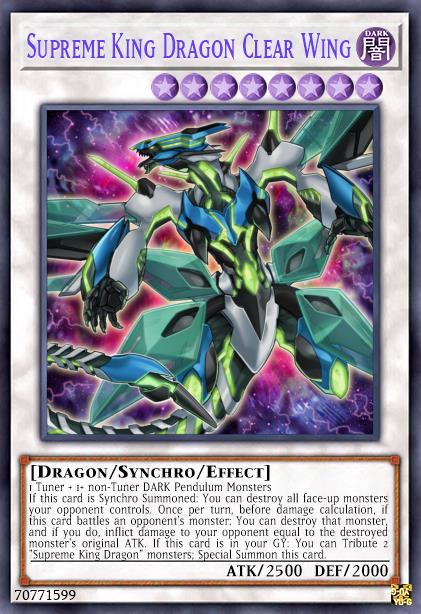 SUPREME KING DRAGON CLEAR WING
DARK
闇
[DRAGON/SYNCHRO/EFFECT]
1 Tuner + 1+ non-Tuner DARK Pendulum Monsters
If this card is Synchro Summoned: You can destroy all face-up monsters
your opponent controls. Once per turn, before damage calculation, if
this card battles an opponent's monster: You can destroy that monster,
and if you do, inflict damage to your opponent equal to the destroyed
monster's original ATK. If this card is in your GY: You can Tribute 2
"Supreme King Dragon" monsters; Special Summon this card.
ATK/2500 DEF/2000
70771599